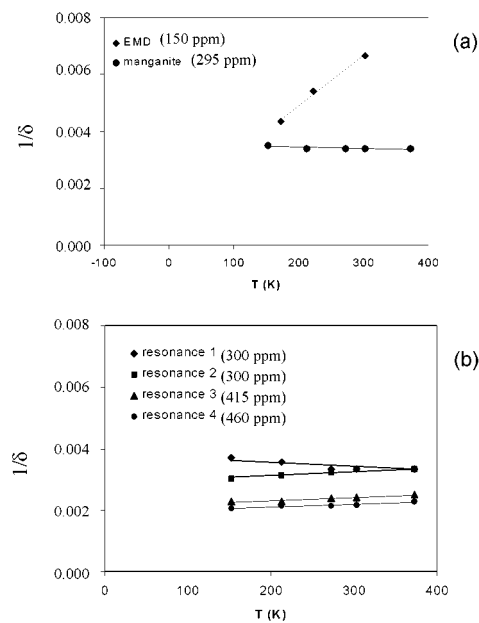 (a)
0.008
EMD (150 ppm)
manganite (295 ppm)
0.006
1/δ
0.004
0.002
0.000
-100 0 100 200 300 400
T (K)
(b)
0.008
resonance 1 (300 ppm)
resonance 2 (300 ppm)
resonance 3 (415 ppm)
resonance 4 (460 ppm)
0.006
1/δ
0.004
0.002
0.000
0 100 200 300 400
T (K)